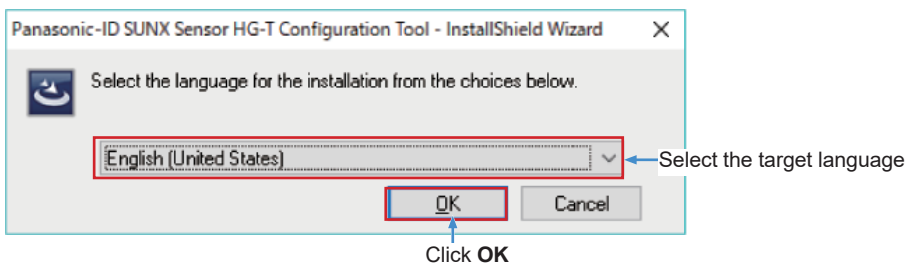 Panasonic-ID SUNX Sensor HG-T Configuration Tool - InstallShield Wizard
Select the language for the installation from the choices below.
English (United States)
Select the target language
OK
Cancel
Click OK